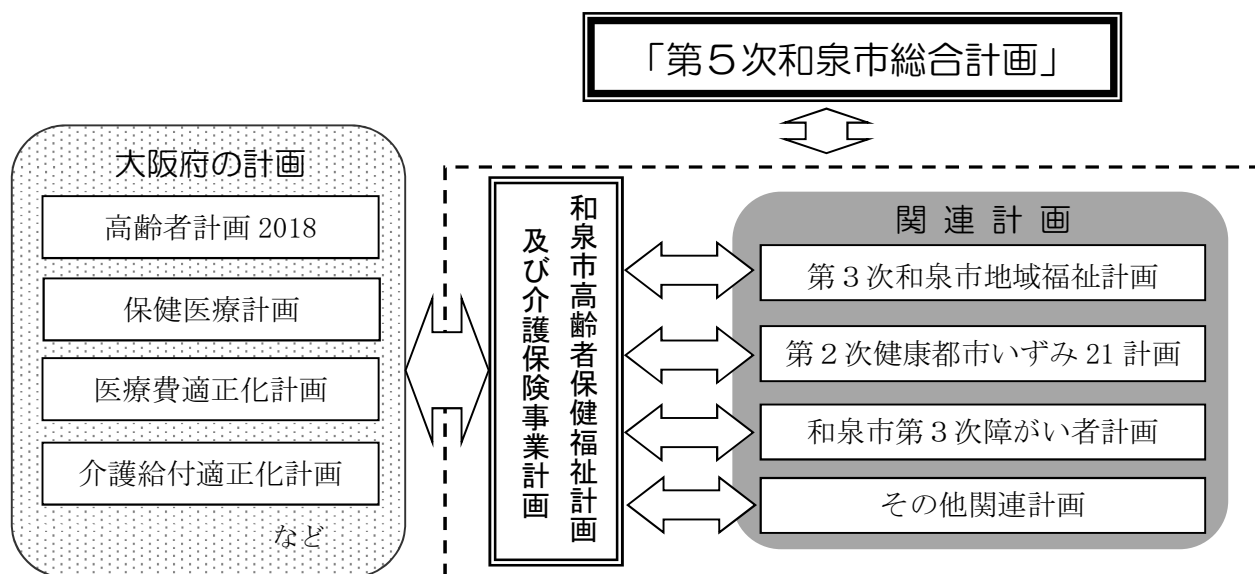 「第５次和泉市総合計画」
大阪府の計画
高齢者計画 2018
保健医療計画
医療費適正化計画
介護給付適正化計画
など
和泉市高齢者保健福祉計画
及び介護保険事業計画
関 連 計 画
第３次和泉市地域福祉計画
第２次健康都市いずみ 21 計画
和泉市第３次障がい者計画
その他関連計画